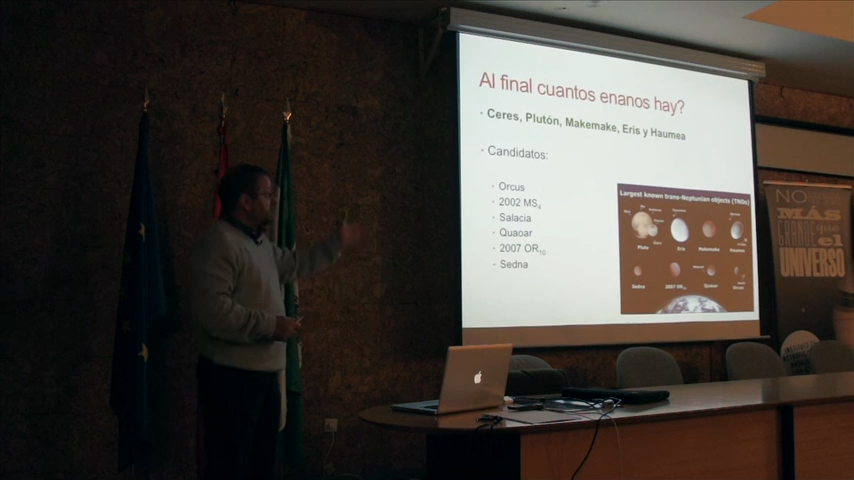 Al final cuantos enanos hay?
• Ceres, Plutón, Makemake, Eris y Haumea
• Candidatos:
• Orcus
• 2002 MS4
• Salacia
• Quaoar
• 2007 OR10
• Sedna
Largest known trans-Neptunian objects (TNOs)
Pluto Eris Makemake Haumea
Sedna 2007 OR10 Quaoar
NO
MÁS
GRANDE que
el
UNIVERSO